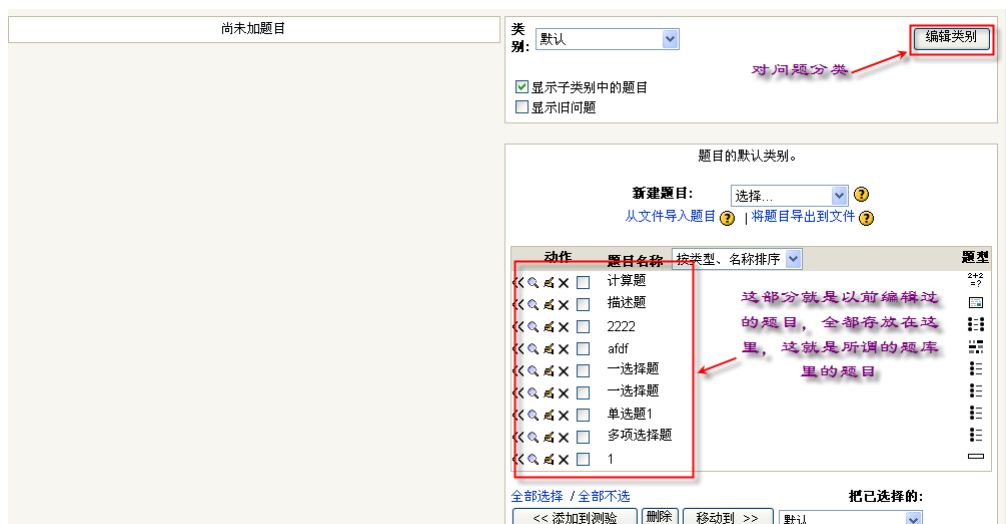 尚未加题目
类别: 默认
编辑类别
对问题分类
显示子类别中的题目
显示旧问题
题目的默认类别。
新建题目: 选择... ?
从文件导入题目 ? | 将题目导出到文件 ?
动作 题目名称 按类型、名称排序 题型
计算题 2+2=?
描述题
2222
afdf
一选择题
一选择题
单选题1
多项选择题
1
这部分就是以前编辑过
的题目，全都存放在这
里，这就是所谓的题库
里的题目
全部选择 / 全部不选 把已选择的:
<< 添加到测验 删除 移动到 >> 默认